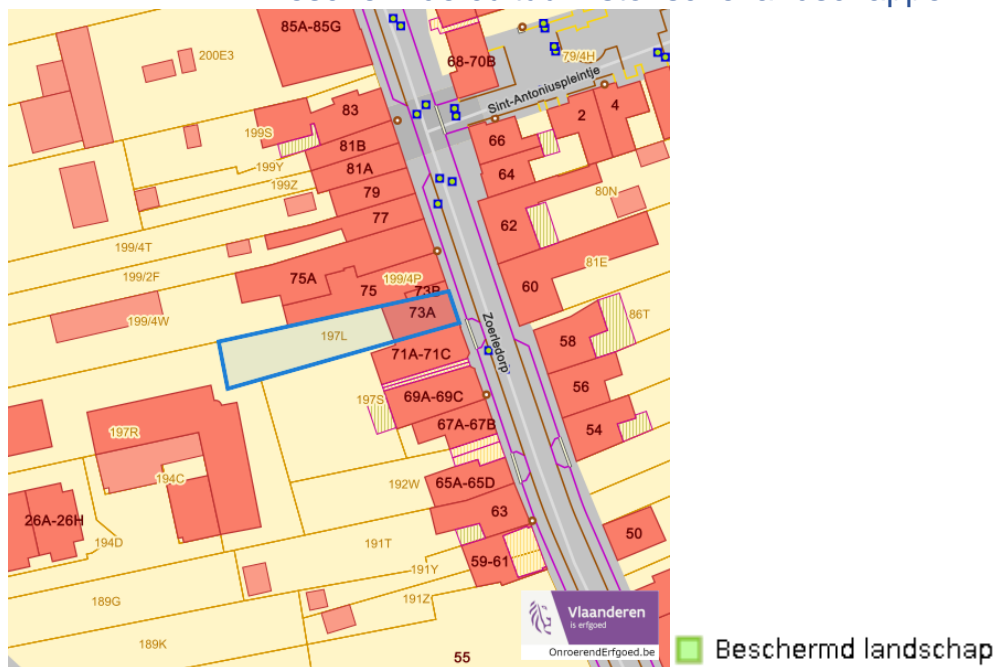 85A-85G
68-70B
79/4H
200E3
Sint-Antoniuspleintje
83
2
4
199S
66
81B
199Y
81A
64
199Z
79
80N
77
62
199/4T
81E
199/2F
75A
199/4P
75
73B
60
199/4W
73A
86T
197L
Zoerledorp
58
71A-71C
56
197S
69A-69C
67A-67B
54
197R
194C
192W
65A-65D
63
26A-26H
50
194D
191T
59-61
191Y
189G
191Z
Vlaanderen
is erfgoed
189K
OnroerendErfgoed.be
55
Beschermd landschap